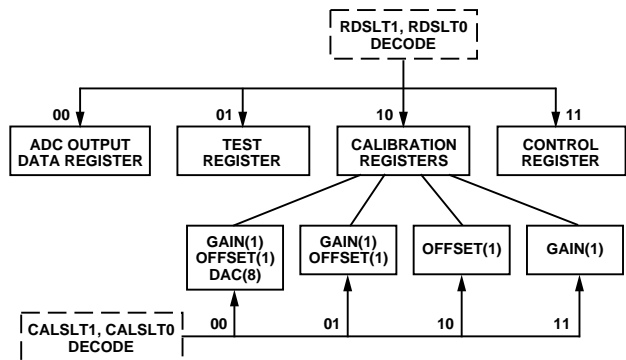 RDSLT1, RDSLT0
DECODE
00
01
10
11
ADC OUTPUT
DATA REGISTER
TEST
REGISTER
CALIBRATION
REGISTERS
CONTROL
REGISTER
GAIN(1)
OFFSET(1)
DAC(8)
GAIN(1)
OFFSET(1)
OFFSET(1)
GAIN(1)
CALSLT1, CALSLT0
DECODE
00
01
10
11